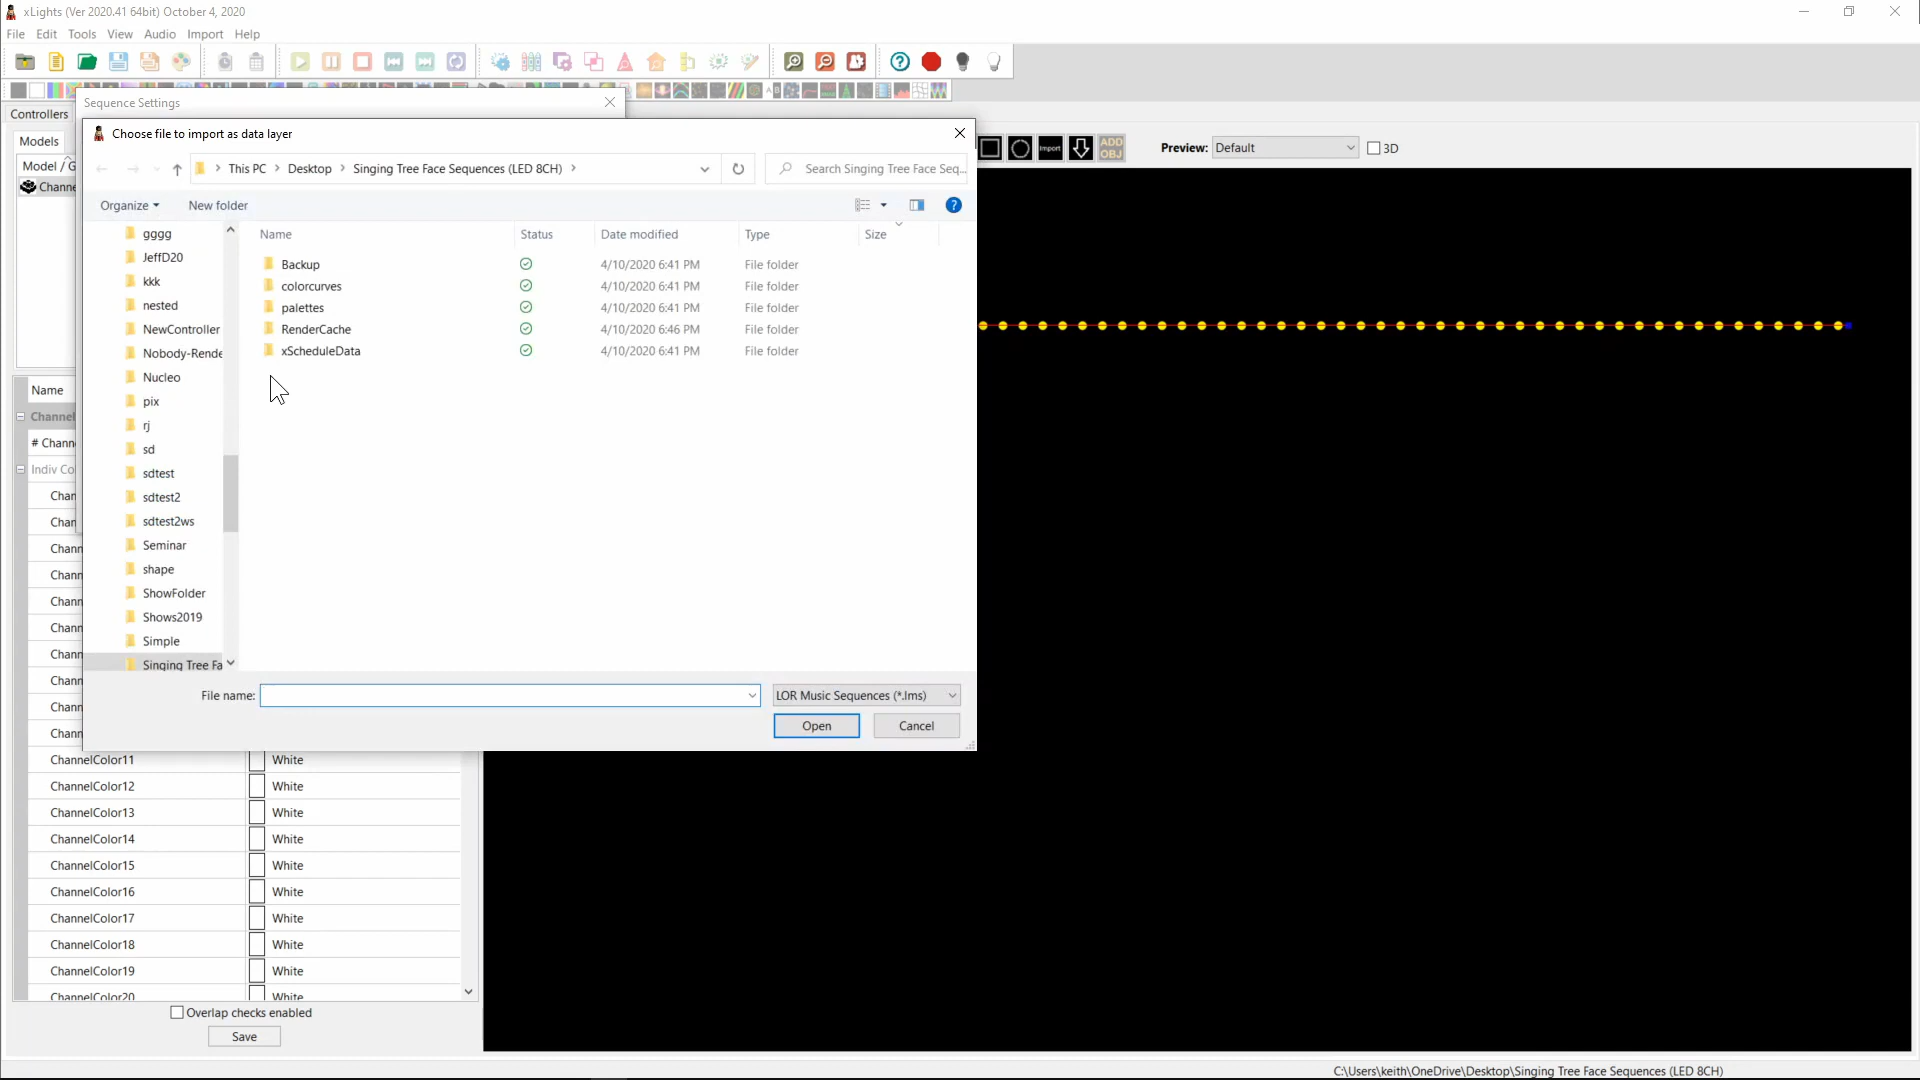 xLights (Ver 2020.41 64bit) October 4, 2020
File Edit Tools View Audio Import Help
Sequence Settings
Controllers
Choose file to import as data layer
Models
Import
ADD
OBJ
Preview: Default 3D
Model / G
This PC Desktop Singing Tree Face Sequences (LED 8CH)
Search Singing Tree Face Seq...
Channe
Organize New folder
Name Status Date modified Type Size
gggg
JeffD20
kkk
nested
NewController
Nobody-Rende
Nucleo
pix
rj
sd
sdtest
sdtest2
sdtest2ws
Seminar
shape
ShowFolder
Shows2019
Simple
Singing Tree Fa
Backup 4/10/2020 6:41 PM File folder
colorcurves 4/10/2020 6:41 PM File folder
palettes 4/10/2020 6:41 PM File folder
RenderCache 4/10/2020 6:46 PM File folder
xScheduleData 4/10/2020 6:41 PM File folder
Name
Channel
# Chann
Indiv Co
Chan
Chan
Chann
Chann
Chann
Chann
Chann
Chann
Chann
Chann
File name: LOR Music Sequences (*.lms)
Open Cancel
ChannelColor11 White
ChannelColor12 White
ChannelColor13 White
ChannelColor14 White
ChannelColor15 White
ChannelColor16 White
ChannelColor17 White
ChannelColor18 White
ChannelColor19 White
ChannelColor20 White
Overlap checks enabled
Save
C:\Users\keith\OneDrive\Desktop\Singing Tree Face Sequences (LED 8CH)